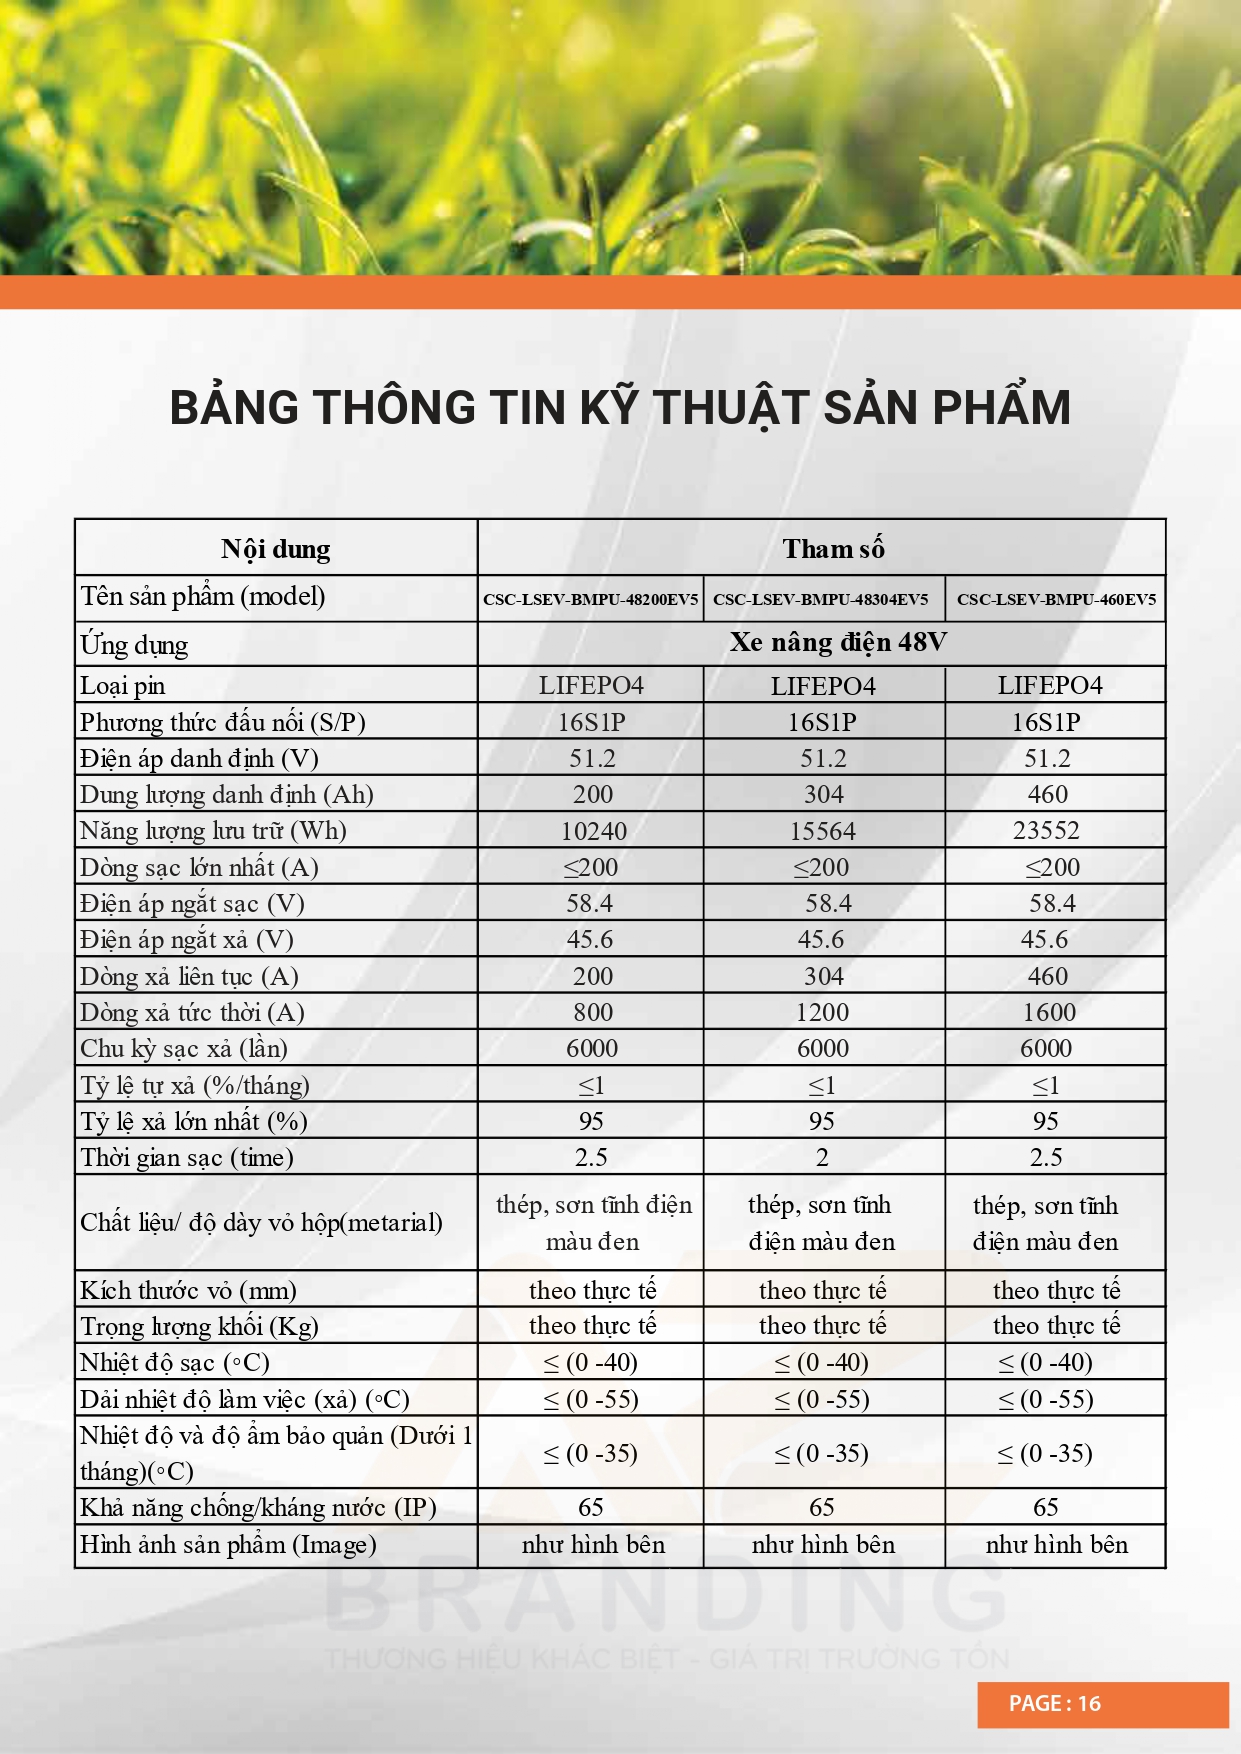 BẢNG THÔNG TIN KỸ THUẬT SẢN PHẨM
Nội dung Tham số
Tên sản phẩm (model) CSC-LSEV-BMPU-48200EV5 CSC-LSEV-BMPU-48304EV5 CSC-LSEV-BMPU-460EV5
Ứng dụng Xe nâng điện 48V
Loại pin LIFEPO4 LIFEPO4 LIFEPO4
Phương thức đấu nối (S/P) 16S1P 16S1P 16S1P
Điện áp danh định (V) 51.2 51.2 51.2
Dung lượng danh định (Ah) 200 304 460
Năng lượng lưu trữ (Wh) 10240 15564 23552
Dòng sạc lớn nhất (A) ≤200 ≤200 ≤200
Điện áp ngắt sạc (V) 58.4 58.4 58.4
Điện áp ngắt xả (V) 45.6 45.6 45.6
Dòng xả liên tục (A) 200 304 460
Dòng xả tức thời (A) 800 1200 1600
Chu kỳ sạc xả (lần) 6000 6000 6000
Tỷ lệ tự xả (%/tháng) ≤1 ≤1 ≤1
Tỷ lệ xả lớn nhất (%) 95 95 95
Thời gian sạc (time) 2.5 2 2.5
Chất liệu/ độ dày vỏ hộp(metarial) thép, sơn tĩnh điện màu đen thép, sơn tĩnh điện màu đen thép, sơn tĩnh điện màu đen
Kích thước vỏ (mm) theo thực tế theo thực tế theo thực tế
Trọng lượng khối (Kg) theo thực tế theo thực tế theo thực tế
Nhiệt độ sạc (◦C) ≤ (0 -40) ≤ (0 -40) ≤ (0 -40)
Dải nhiệt độ làm việc (xả) (◦C) ≤ (0 -55) ≤ (0 -55) ≤ (0 -55)
Nhiệt độ và độ ẩm bảo quản (Dưới 1
tháng)(◦C) ≤ (0 -35) ≤ (0 -35) ≤ (0 -35)
Khả năng chống/kháng nước (IP) 65 65 65
Hình ảnh sản phẩm (Image) như hình bên như hình bên như hình bên
BRANDING
THƯƠNG HIỆU KHÁC BIỆT - GIÁ TRỊ TRƯỜNG TỒN
PAGE : 16